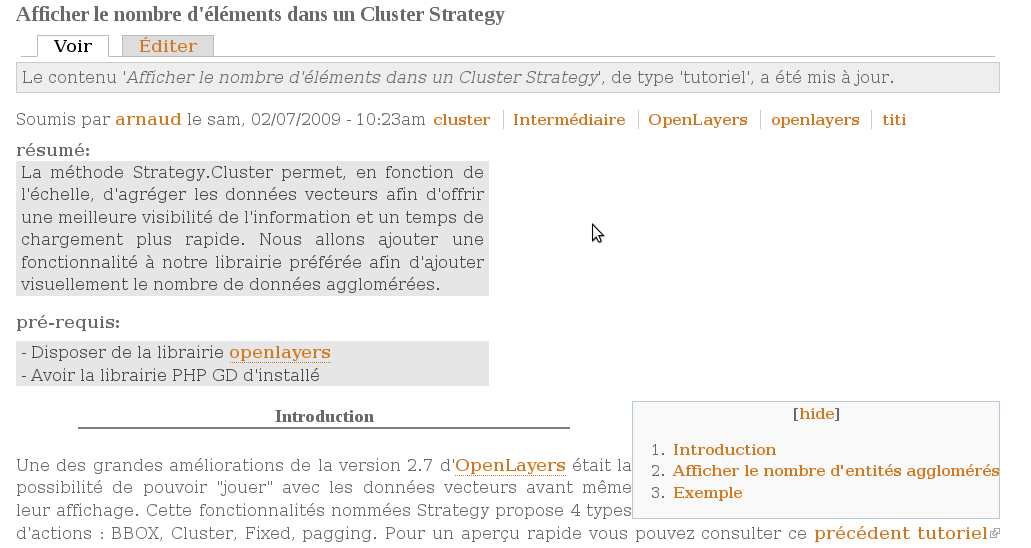 Afficher le nombre d'éléments dans un Cluster Strategy
Voir Éditer
Le contenu 'Afficher le nombre d'éléments dans un Cluster Strategy', de type 'tutoriel', a été mis à jour.
Soumis par arnaud le sam, 02/07/2009 - 10:23am cluster | Intermédiaire | OpenLayers | openlayers | titi
résumé:
La méthode Strategy.Cluster permet, en fonction de
l'échelle, d'agréger les données vecteurs afin d'offrir
une meilleure visibilité de l'information et un temps de
chargement plus rapide. Nous allons ajouter une
fonctionnalité à notre librairie préférée afin d'ajouter
visuellement le nombre de données agglomérées.
pré-requis:
- Disposer de la librairie openlayers
- Avoir la librairie PHP GD d'installé
Introduction
[hide]
1. Introduction
2. Afficher le nombre d'entités agglomérés
3. Exemple
Une des grandes améliorations de la version 2.7 d'OpenLayers était la
possibilité de pouvoir "jouer" avec les données vecteurs avant même
leur affichage. Cette fonctionnalités nommées Strategy propose 4 types
d'actions : BBOX, Cluster, Fixed, pagging. Pour un aperçu rapide vous pouvez consulter ce précédent tutoriel